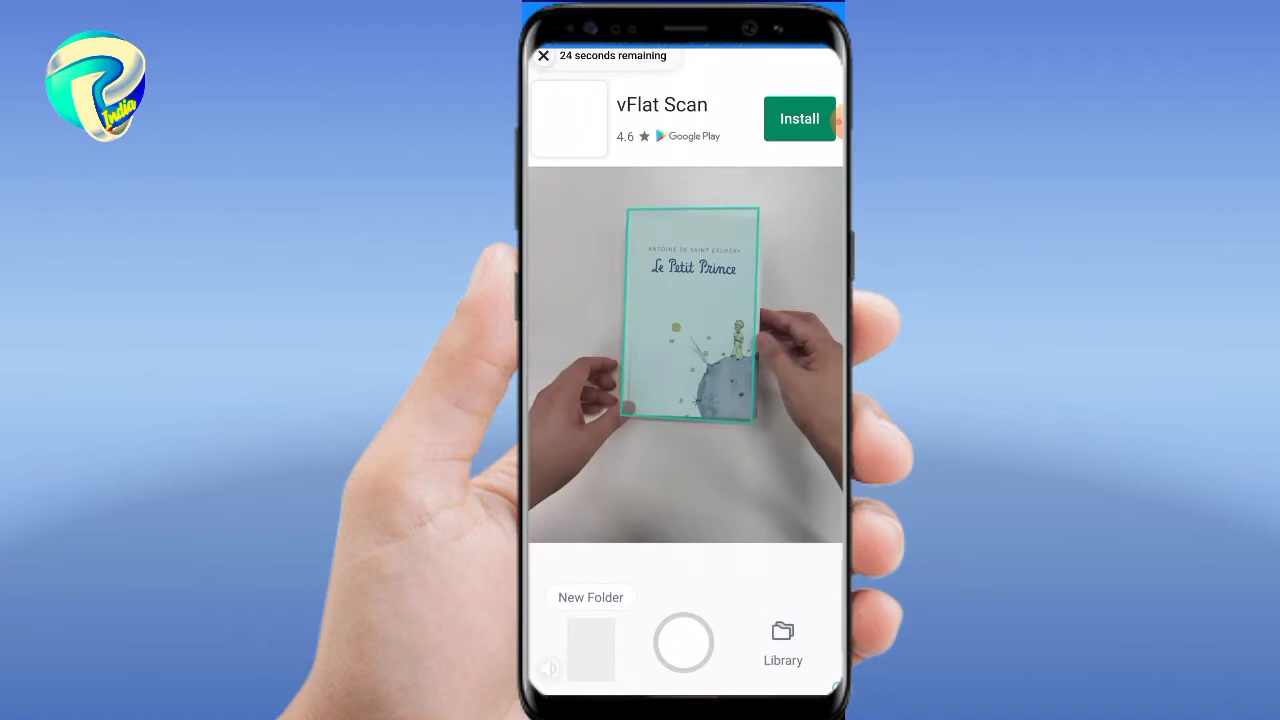 India
24 seconds remaining
vFlat Scan
4.6 ★ Google Play
Install
ANTOINE DE SAINT-EXUPÉRY
Le Petit Prince
New Folder
Library